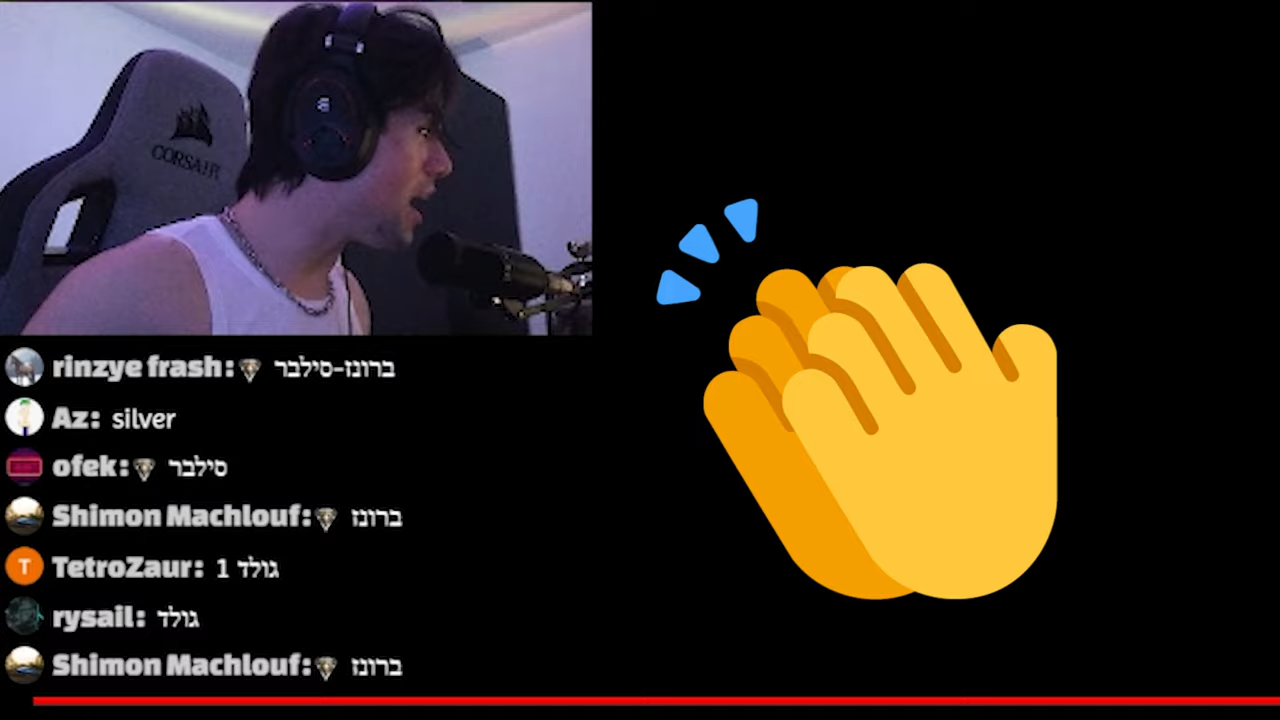 CORSAIR
rinzye frash: ברונז-סילבר
Az: silver
ofek: סילבר
Shimon Machlouf: ברונז
T
TetroZaur: גולד 1
rysail: גולד
Shimon Machlouf: ברונז